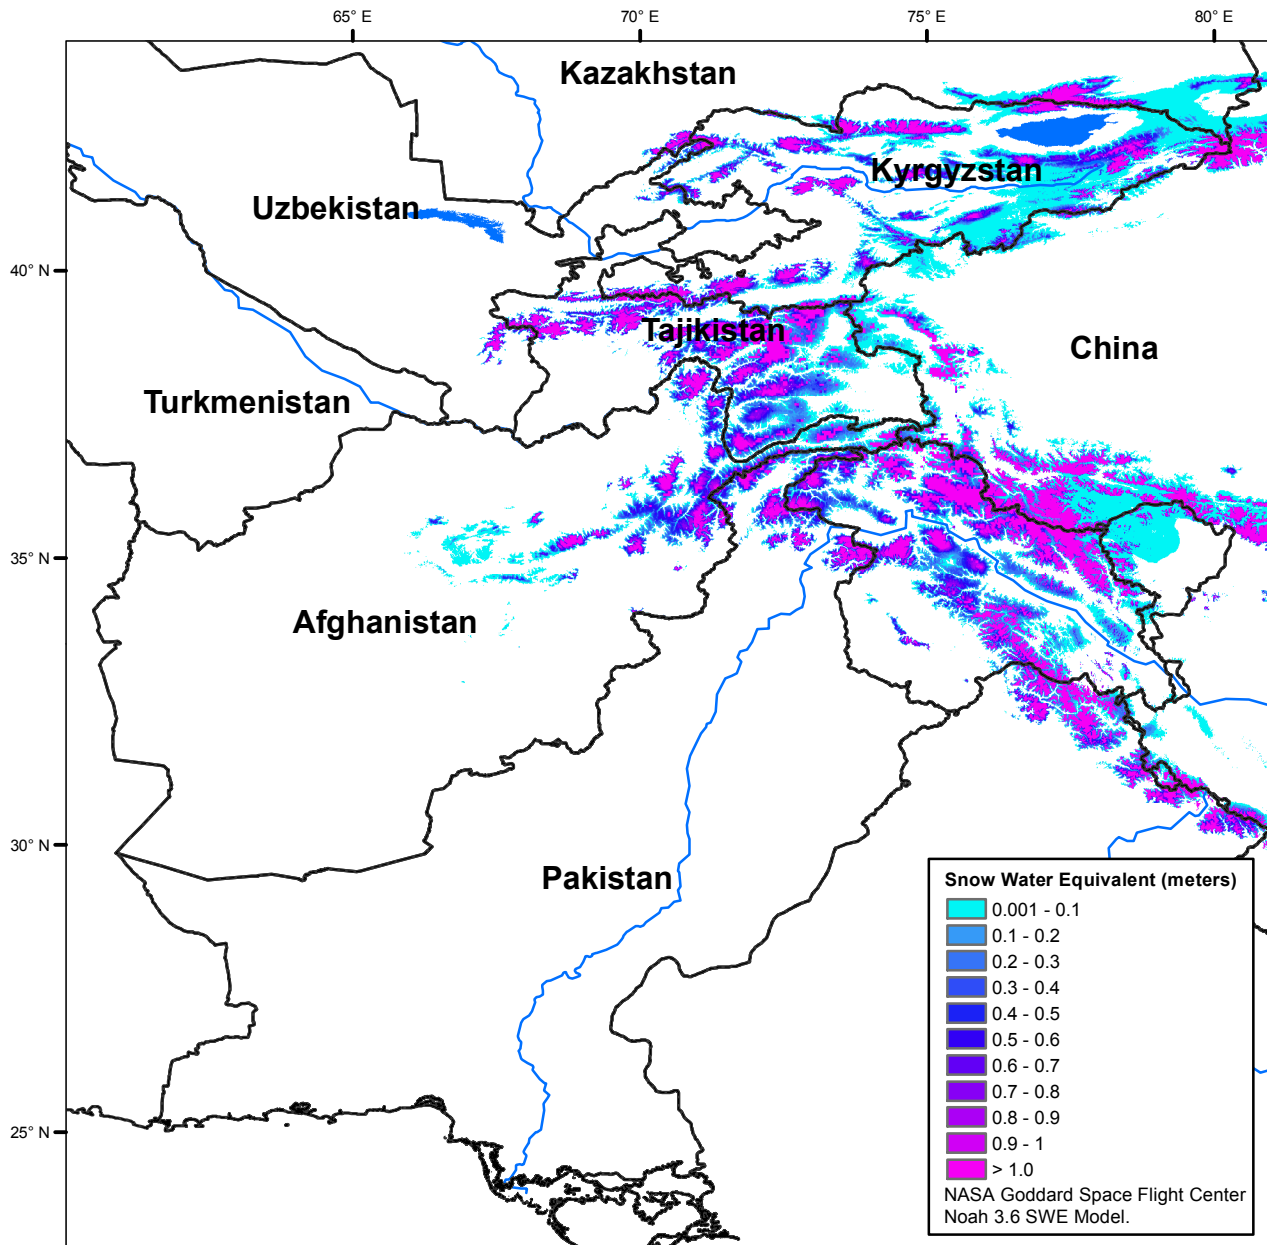 65° E
70° E
75° E
80° E
Kazakhstan
Kyrgyzstan
Uzbekistan
40° N
Tajikistan
China
Turkmenistan
35° N
Afghanistan
30° N
Pakistan
25° N
Snow Water Equivalent (meters)
0.001 - 0.1
0.1 - 0.2
0.2 - 0.3
0.3 - 0.4
0.4 - 0.5
0.5 - 0.6
0.6 - 0.7
0.7 - 0.8
0.8 - 0.9
0.9 - 1
> 1.0
NASA Goddard Space Flight Center
Noah 3.6 SWE Model.